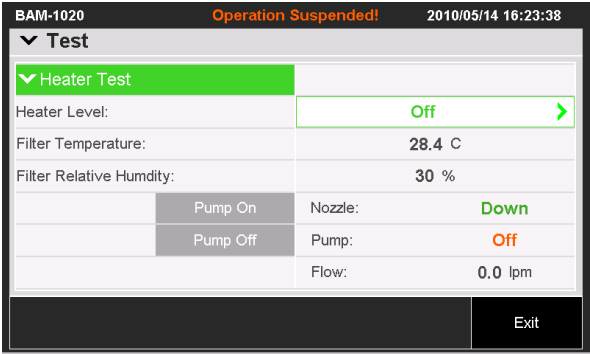 BAM-1020 Operation Suspended! 2010/05/14 16:23:38
Test
Heater Test
Heater Level: Off
Filter Temperature: 28.4 C
Filter Relative Humdity: 30 %
Pump On Nozzle: Down
Pump Off Pump: Off
Flow: 0.0 lpm
Exit